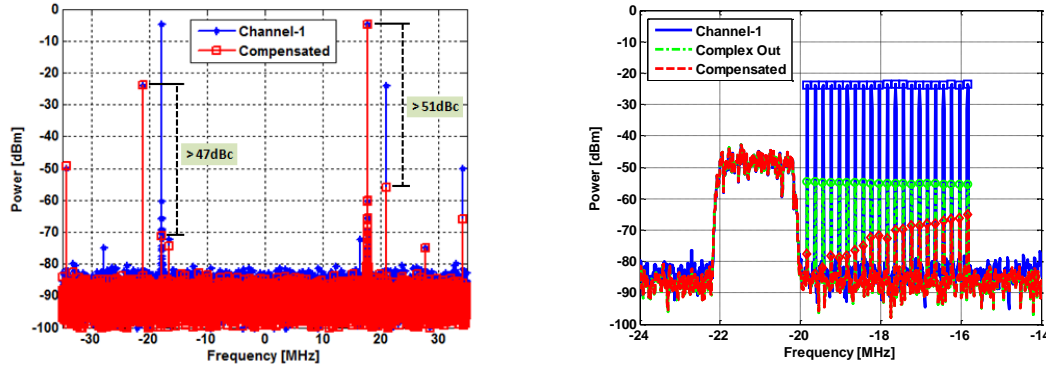 0
-10
-20
-30
-40
-50
-60
-70
-80
-90
-100
Power [dBm]
-30 -20 -10 0 10 20 30
Frequency [MHz]
Channel-1
Compensated
> 47dBc
> 51dBc
0
-10
-20
-30
-40
-50
-60
-70
-80
-90
-100
Power [dBm]
-24 -22 -20 -18 -16 -14
Frequency [MHz]
Channel-1
Complex Out
Compensated